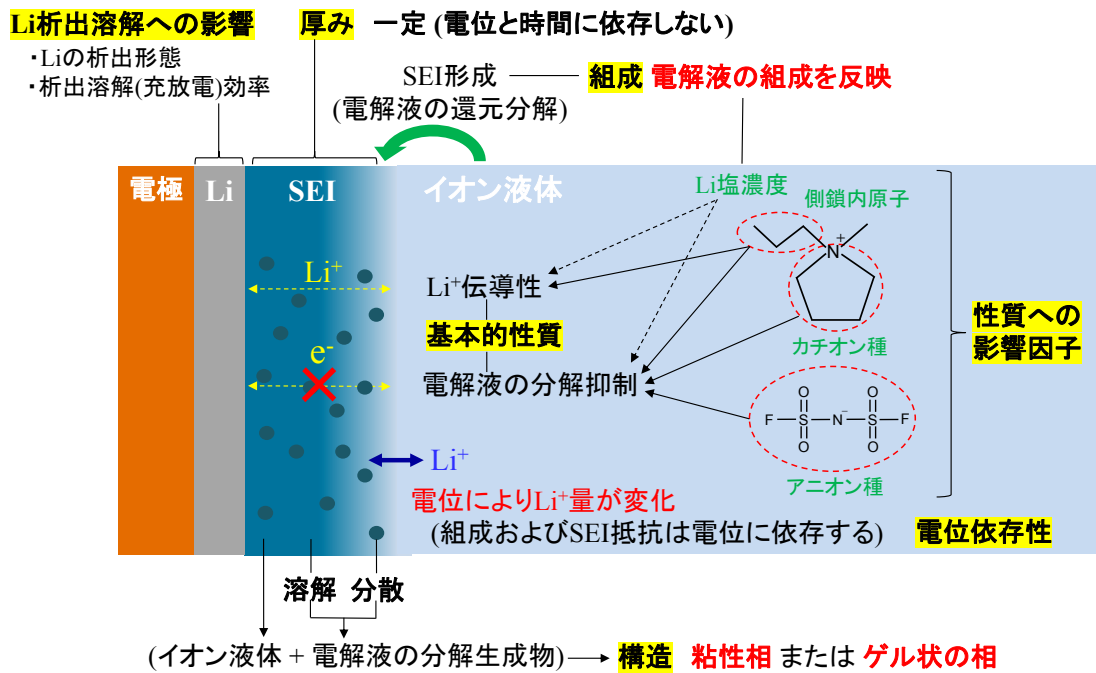 Li析出溶解への影響
・Liの析出形態
・析出溶解(充放電)効率
厚み 一定 (電位と時間に依存しない)
SEI形成 組成 電解液の組成を反映
(電解液の還元分解)
電極 Li SEI イオン液体
Li塩濃度
側鎖内原子
N+
Li+
Li+伝導性
基本的性質
カチオン種
性質への
影響因子
e-
電解液の分解抑制
O O
F S N- S F
O O
アニオン種
Li+
電位によりLi+量が変化
(組成およびSEI抵抗は電位に依存する) 電位依存性
溶解 分散
(イオン液体 + 電解液の分解生成物) 構造 粘性相 または ゲル状の相